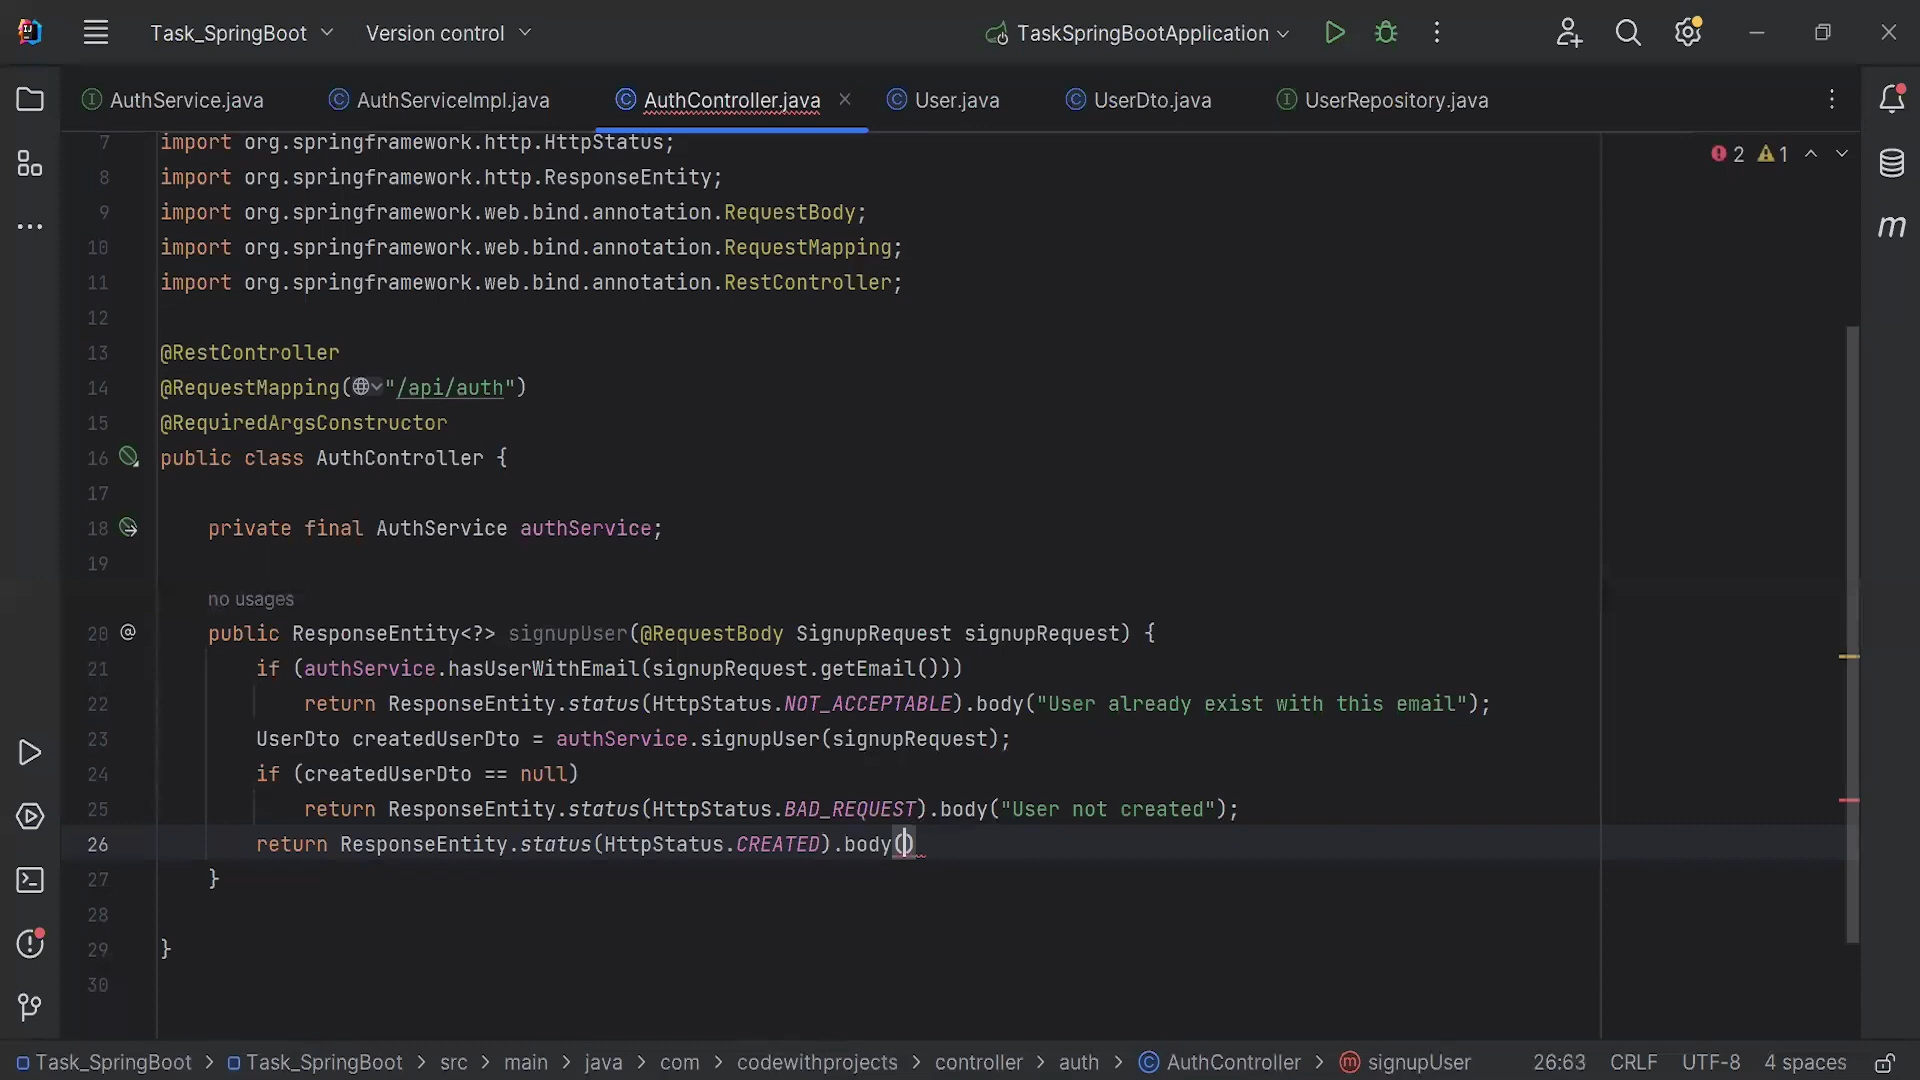 Task_SpringBoot Version control TaskSpringBootApplication
AuthService.java AuthServiceImpl.java AuthController.java User.java UserDto.java UserRepository.java
7 import org.springframework.http.HttpStatus; 2 1
8 import org.springframework.http.ResponseEntity;
9 import org.springframework.web.bind.annotation.RequestBody;
10 import org.springframework.web.bind.annotation.RequestMapping;
11 import org.springframework.web.bind.annotation.RestController;
12
13 @RestController
14 @RequestMapping("/api/auth")
15 @RequiredArgsConstructor
16 public class AuthController {
17
18 private final AuthService authService;
19
no usages
20 public ResponseEntity<?> signupUser(@RequestBody SignupRequest signupRequest) {
21 if (authService.hasUserWithEmail(signupRequest.getEmail()))
22 return ResponseEntity.status(HttpStatus.NOT_ACCEPTABLE).body("User already exist with this email");
23 UserDto createdUserDto = authService.signupUser(signupRequest);
24 if (createdUserDto == null)
25 return ResponseEntity.status(HttpStatus.BAD_REQUEST).body("User not created");
26 return ResponseEntity.status(HttpStatus.CREATED).body()
27 }
28
29 }
30
Task_SpringBoot > Task_SpringBoot > src > main > java > com > codewithprojects > controller > auth > AuthController > signupUser 26:63 CRLF UTF-8 4 spaces